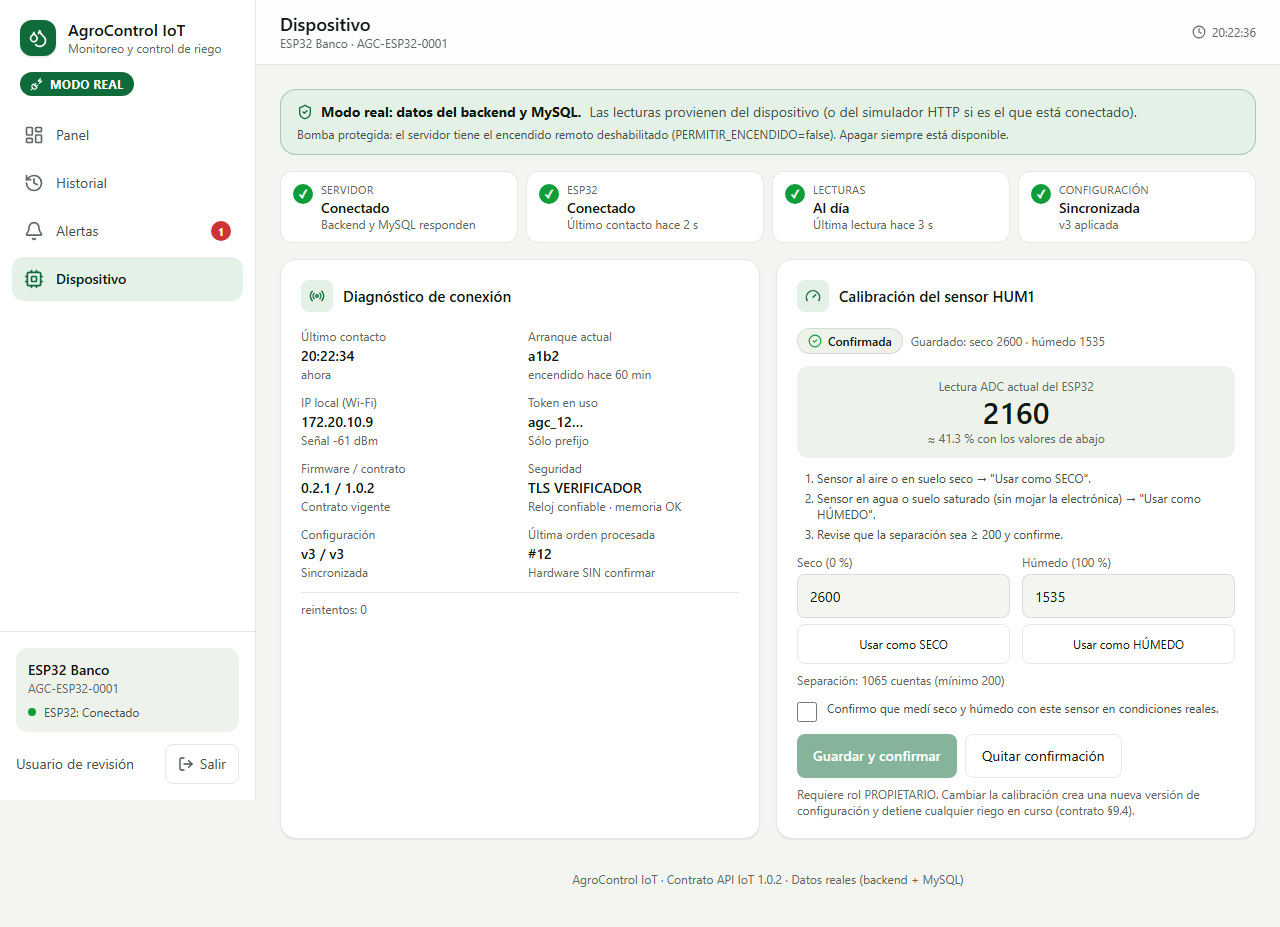 AgroControl IoT
Monitoreo y control de riego
MODO REAL
Panel
Historial
Alertas
1
Dispositivo
ESP32 Banco
AGC-ESP32-0001
ESP32: Conectado
Usuario de revisión
Salir
Dispositivo
ESP32 Banco · AGC-ESP32-0001
20:22:36
Modo real: datos del backend y MySQL. Las lecturas provienen del dispositivo (o del simulador HTTP si es el que está conectado).
Bomba protegida: el servidor tiene el encendido remoto deshabilitado (PERMITIR_ENCENDIDO=false). Apagar siempre está disponible.
SERVIDOR
Conectado
Backend y MySQL responden
ESP32
Conectado
Último contacto hace 2 s
LECTURAS
Al día
Última lectura hace 3 s
CONFIGURACIÓN
Sincronizada
v3 aplicada
Diagnóstico de conexión
Último contacto
20:22:34
ahora
Arranque actual
a1b2
encendido hace 60 min
IP local (Wi-Fi)
172.20.10.9
Señal -61 dBm
Token en uso
agc_12...
Sólo prefijo
Firmware / contrato
0.2.1 / 1.0.2
Contrato vigente
Seguridad
TLS VERIFICADOR
Reloj confiable · memoria OK
Configuración
v3 / v3
Sincronizada
Última orden procesada
#12
Hardware SIN confirmar
reintentos: 0
Calibración del sensor HUM1
Confirmada
Guardado: seco 2600 · húmedo 1535
Lectura ADC actual del ESP32
2160
≈ 41.3 % con los valores de abajo
1. Sensor al aire o en suelo seco → "Usar como SECO".
2. Sensor en agua o suelo saturado (sin mojar la electrónica) → "Usar como
HÚMEDO".
3. Revise que la separación sea ≥ 200 y confirme.
Seco (0 %)
2600
Usar como SECO
Húmedo (100 %)
1535
Usar como HÚMEDO
Separación: 1065 cuentas (mínimo 200)
Confirmo que medí seco y húmedo con este sensor en condiciones reales.
Guardar y confirmar
Quitar confirmación
Requiere rol PROPIETARIO. Cambiar la calibración crea una nueva versión de
configuración y detiene cualquier riego en curso (contrato §9.4).
AgroControl IoT · Contrato API IoT 1.0.2 · Datos reales (backend + MySQL)